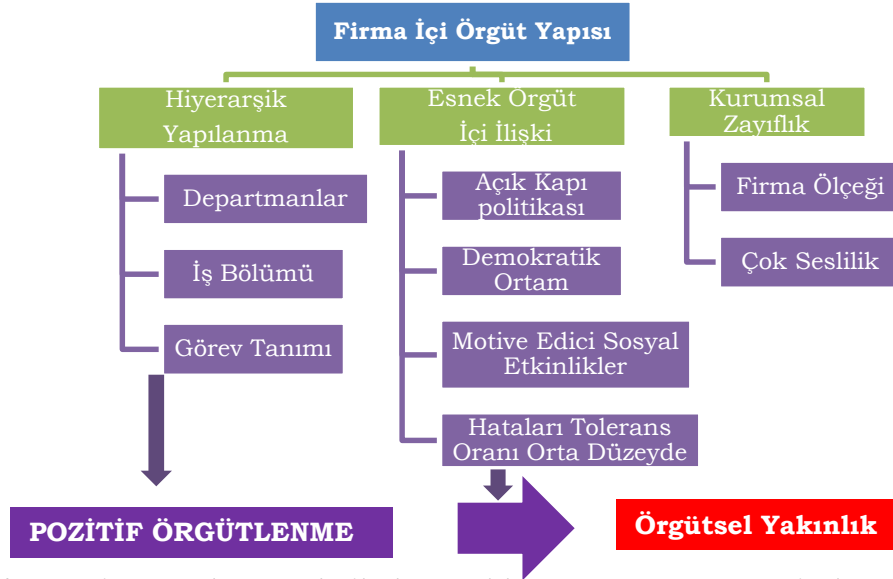 Firma İçi Örgüt Yapısı
Hiyerarşik
Yapılanma
Departmanlar
İş Bölümü
Görev Tanımı
Esnek Örgüt
İçi İlişki
Açık Kapı
politikası
Demokratik
Ortam
Motive Edici Sosyal
Etkinlikler
Hataları Tolerans
Oranı Orta Düzeyde
Kurumsal
Zayıflık
Firma Ölçeği
Çok Seslilik
POZİTİF ÖRGÜTLENME
Örgütsel Yakınlık